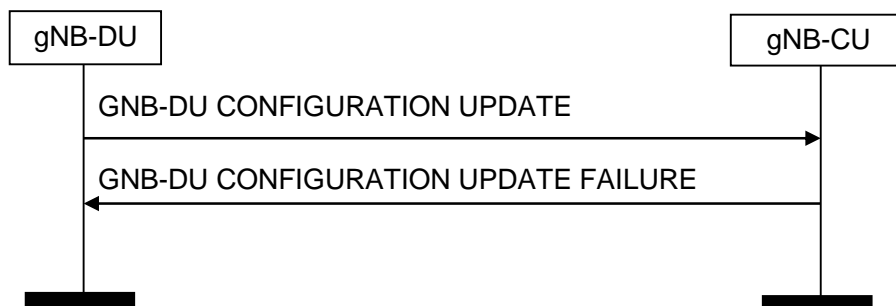 gNB-DU
gNB-CU
GNB-DU CONFIGURATION UPDATE
GNB-DU CONFIGURATION UPDATE FAILURE